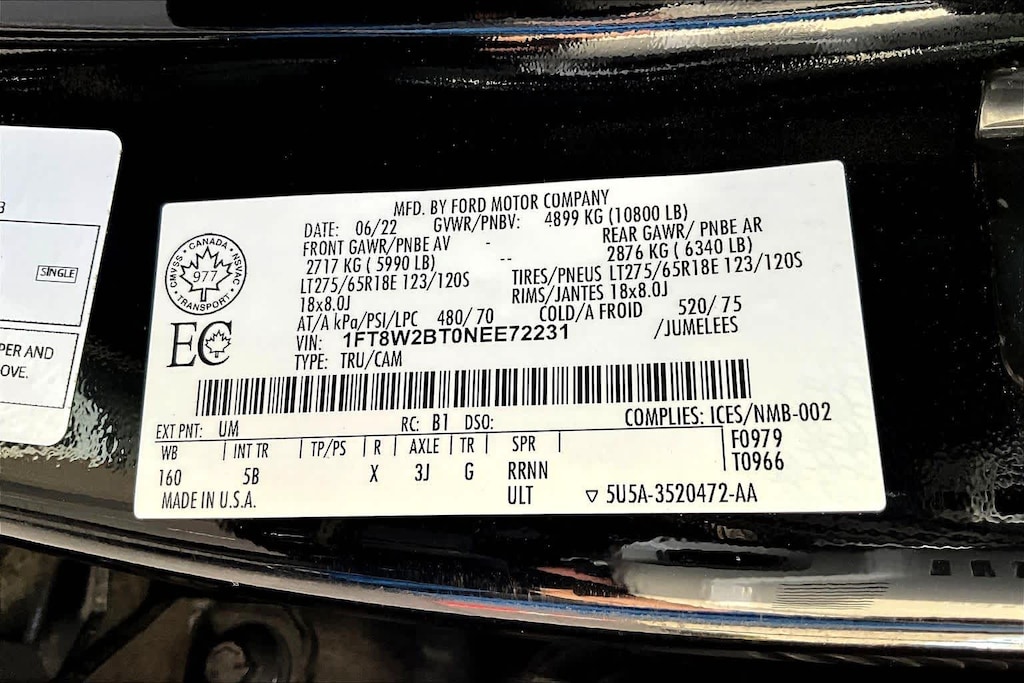 B
SINGLE
PER AND
OVE.
MFD. BY FORD MOTOR COMPANY
DATE: 06/22 GVWR/PNBV: 4899 KG (10800 LB)
FRONT GAWR/PNBE AV - REAR GAWR/ PNBE AR
2717 KG ( 5990 LB) -- 2876 KG ( 6340 LB)
LT275/65R18E 123/120S TIRES/PNEUS LT275/65R18E 123/120S
18x8.0J RIMS/JANTES 18x8.0J
AT/A kPa/PSI/LPC 480/ 70 COLD/A FROID 520/ 75
VIN: 1FT8W2BT0NEE72231 /JUMELEES
TYPE: TRU/CAM
CMVSS · CANADA · NSVAC
977
· TRANSPORT ·
EC
EXT PNT: UM RC: B1 DSO: COMPLIES: ICES/NMB-002
WB | INT TR | TP/PS | R | AXLE | TR | SPR | F0979
160 5B X 3J G RRNN T0966
MADE IN U.S.A. ULT ▽ 5U5A-3520472-AA